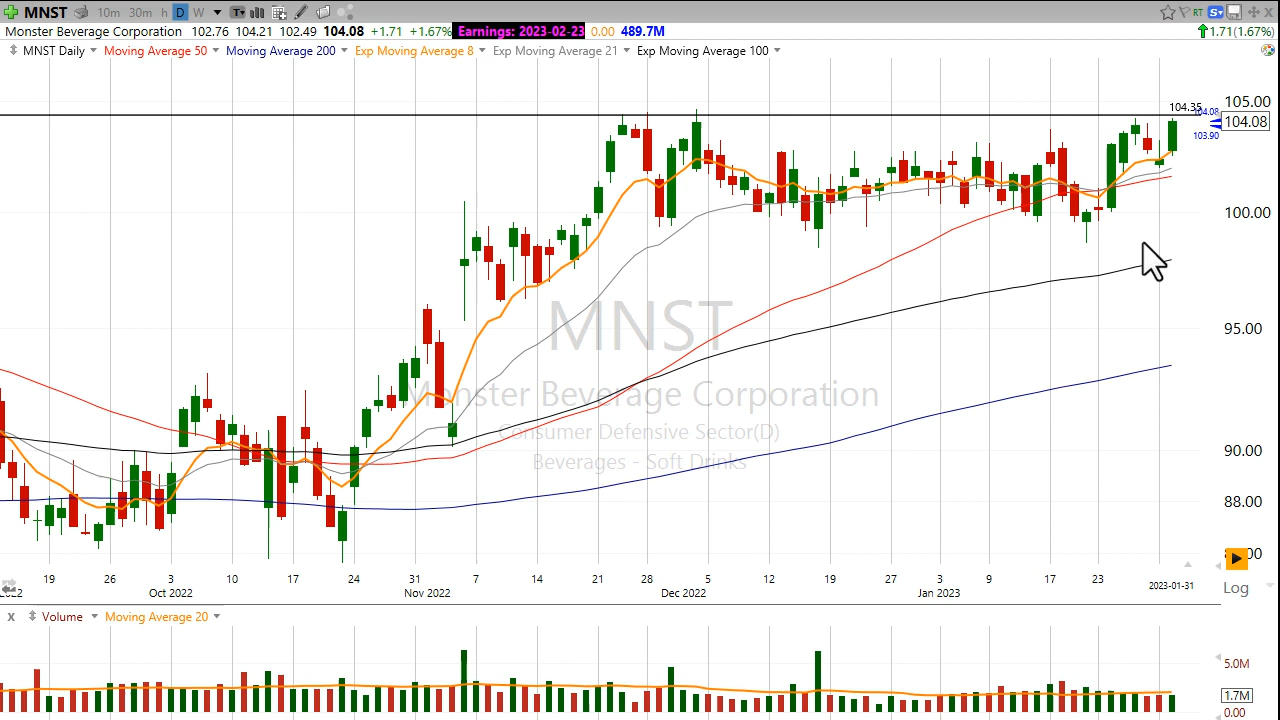 MNST 10m 30m h D W T RT S
Monster Beverage Corporation 102.76 104.21 102.49 104.08 +1.71 +1.67% Earnings: 2023-02-23 0.00 489.7M 1.71(1.67%)
MNST Daily Moving Average 50 Moving Average 200 Exp Moving Average 8 Exp Moving Average 21 Exp Moving Average 100
105.00
104.35
104.08
104.08
103.90
100.00
95.00
90.00
88.00
MNST
Monster Beverage Corporation
Consumer Defensive Sector(D)
Beverages - Soft Drinks
19 26 3 10 17 24 31 7 14 21 28 5 12 19 27 3 9 17 23 2023-01-31 Log
2022 Oct 2022 Nov 2022 Dec 2022 Jan 2023
X Volume Moving Average 20
5.0M
1.7M
0.00